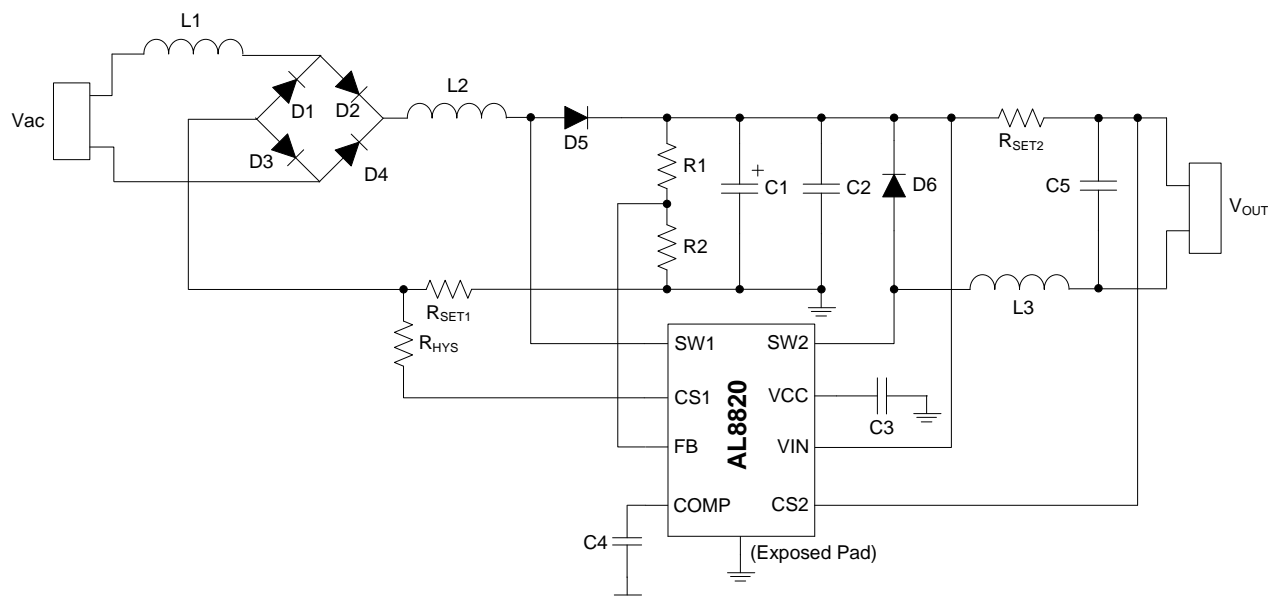 L1
Vac
D1
D2
D3
D4
L2
D5
R1
R2
+
C1
C2
D6
RSET2
C5
VOUT
L3
RSET1
RHYS
SW1
SW2
CS1
VCC
C3
FB
VIN
COMP
CS2
AL8820
C4
(Exposed Pad)